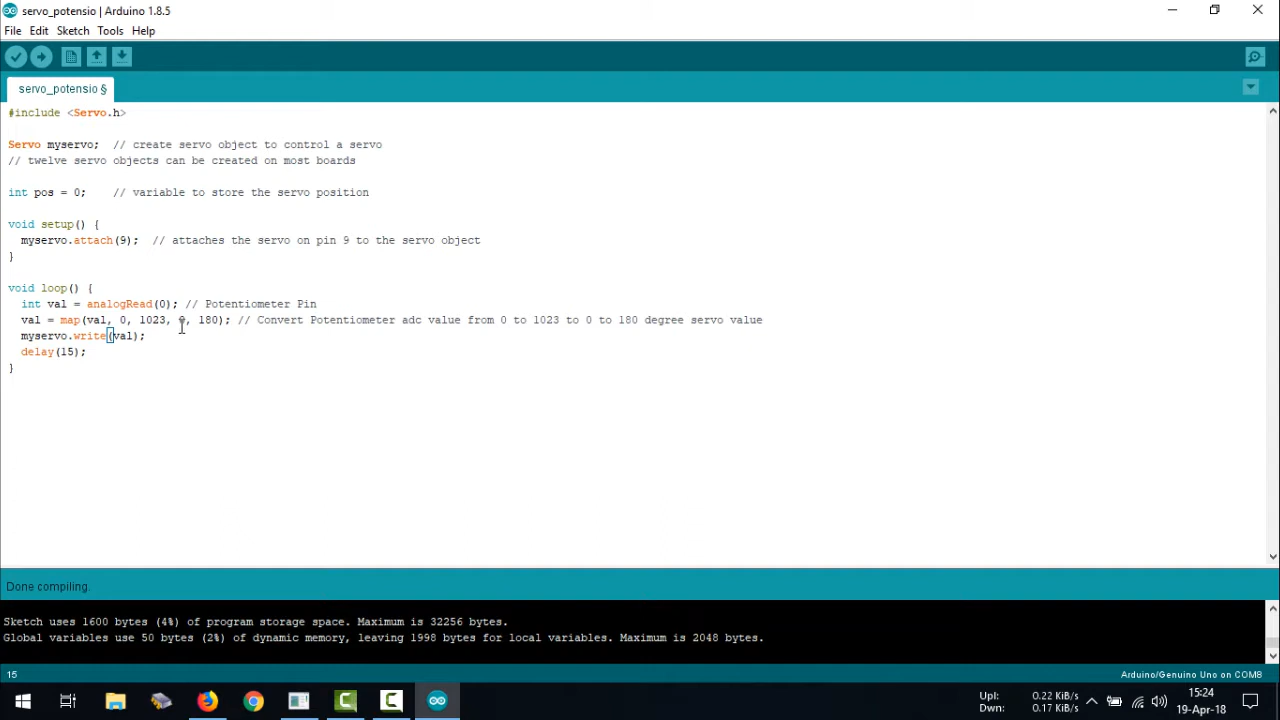 servo_potensio | Arduino 1.8.5
File Edit Sketch Tools Help
servo_potensio §
#include <Servo.h>
Servo myservo;  // create servo object to control a servo
// twelve servo objects can be created on most boards
int pos = 0;    // variable to store the servo position
void setup() {
  myservo.attach(9);  // attaches the servo on pin 9 to the servo object
}
void loop() {
  int val = analogRead(0); // Potentiometer Pin
  val = map(val, 0, 1023, 0, 180); // Convert Potentiometer adc value from 0 to 1023 to 0 to 180 degree servo value
  myservo.write(val);
  delay(15);
}
Done compiling.
Sketch uses 1600 bytes (4%) of program storage space. Maximum is 32256 bytes.
Global variables use 50 bytes (2%) of dynamic memory, leaving 1998 bytes for local variables. Maximum is 2048 bytes.
15 Arduino/Genuino Uno on COM8
Upl: 0.22 KiB/s 15:24
Dwn: 0.17 KiB/s 19-Apr-18